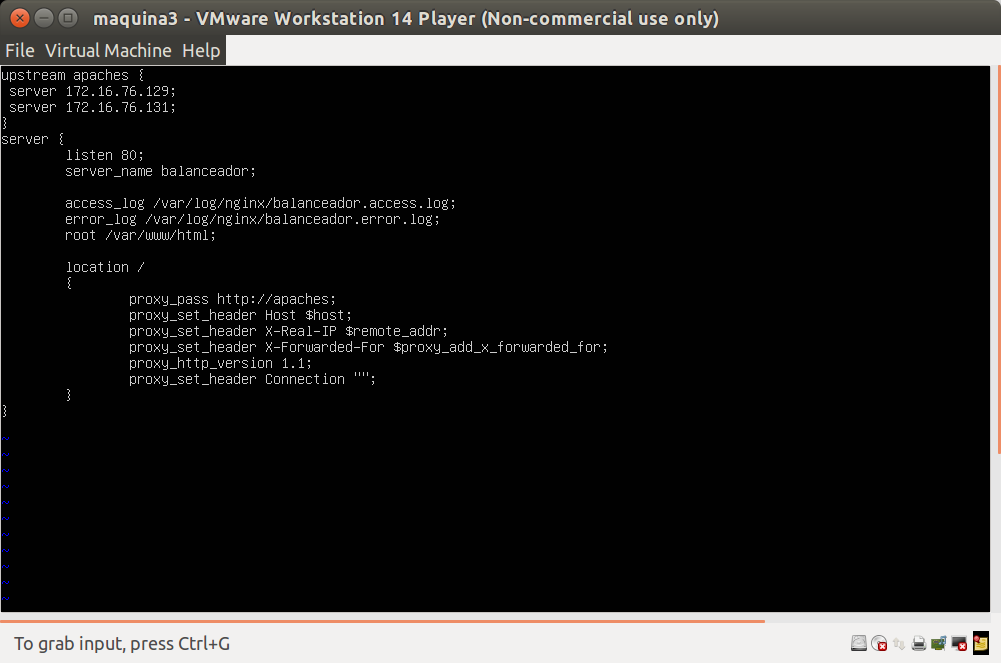 maquina3 - VMware Workstation 14 Player (Non-commercial use only)
File Virtual Machine Help
upstream apaches {
 server 172.16.76.129;
 server 172.16.76.131;
}
server {
        listen 80;
        server_name balanceador;

        access_log /var/log/nginx/balanceador.access.log;
        error_log /var/log/nginx/balanceador.error.log;
        root /var/www/html;

        location /
        {
                proxy_pass http://apaches;
                proxy_set_header Host $host;
                proxy_set_header X-Real-IP $remote_addr;
                proxy_set_header X-Forwarded-For $proxy_add_x_forwarded_for;
                proxy_http_version 1.1;
                proxy_set_header Connection "";
        }
}
~
~
~
~
~
~
~
~
~
~
~
To grab input, press Ctrl+G